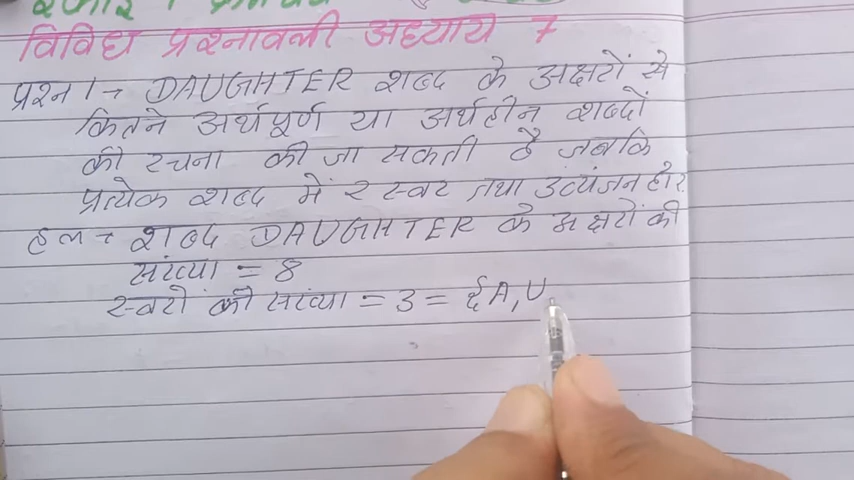 विविध प्रश्नावली अध्याय 7
प्रश्न 1→ DAUGHTER शब्द के अक्षरों से
कितने अर्थपूर्ण या अर्थहीन शब्दों
की रचना की जा सकती है जबकि
प्रत्येक शब्द में 2 स्वर तथा 3 व्यंजन हो?
हल→ शब्द DAUGHTER के अक्षरों की
संख्या = 8
स्वरों की संख्या = 3 = {A, U